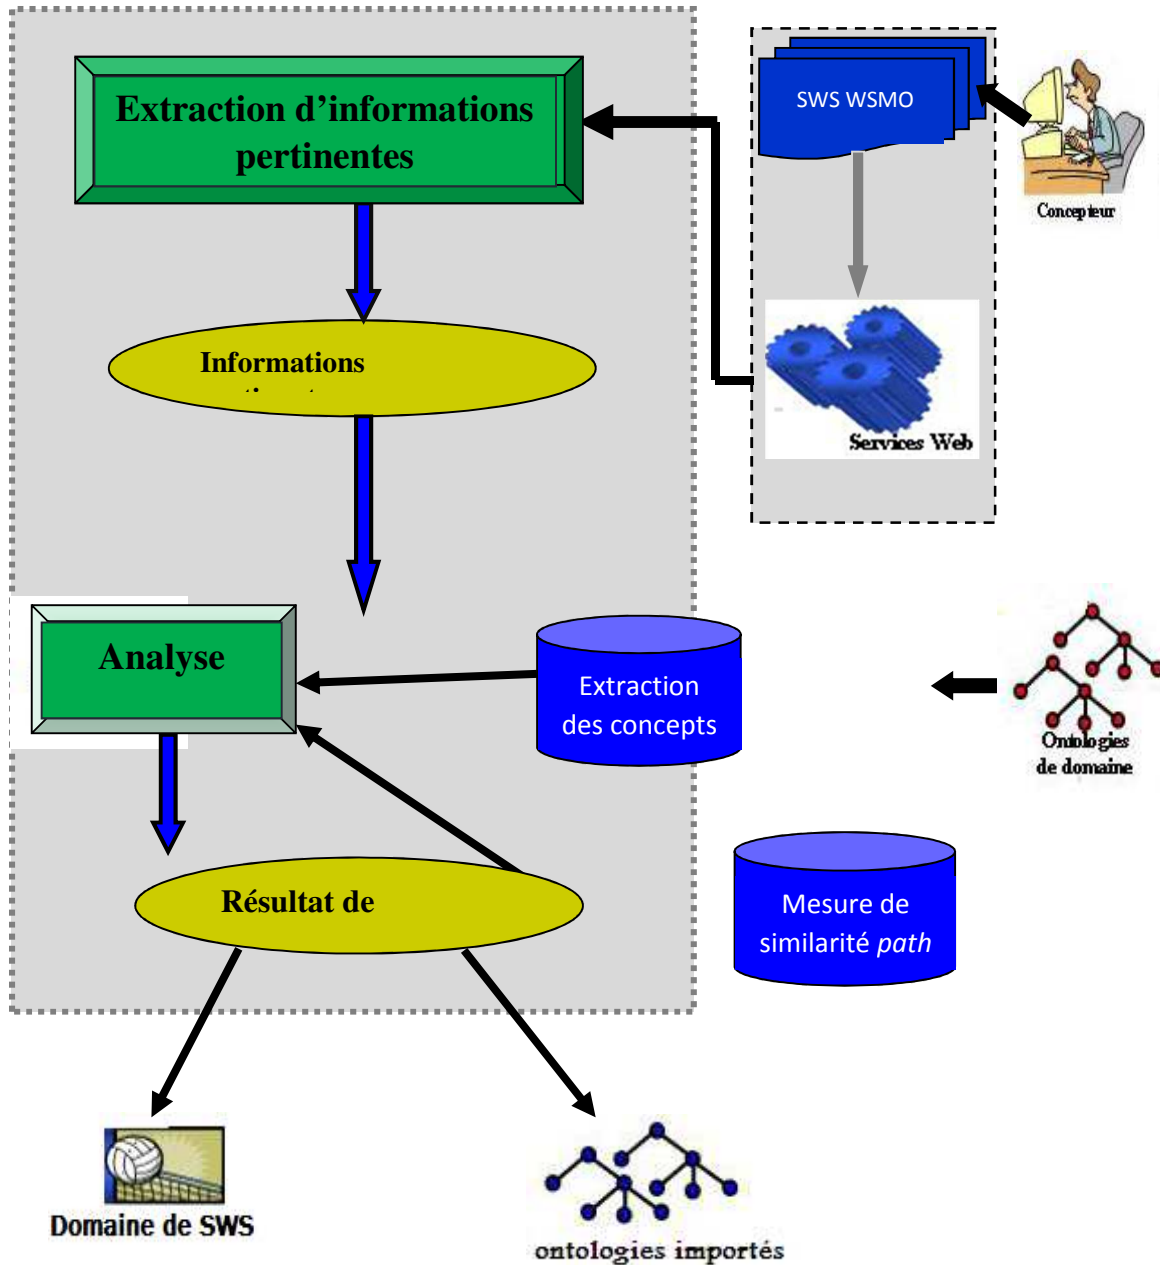 Extraction d’informations
pertinentes
SWS WSMO
Concepteur
Informations
Services Web
Analyse
Extraction
des concepts
Ontologies
de domaine
Résultat de
Mesure de
similarité path
Domaine de SWS
ontologies importés